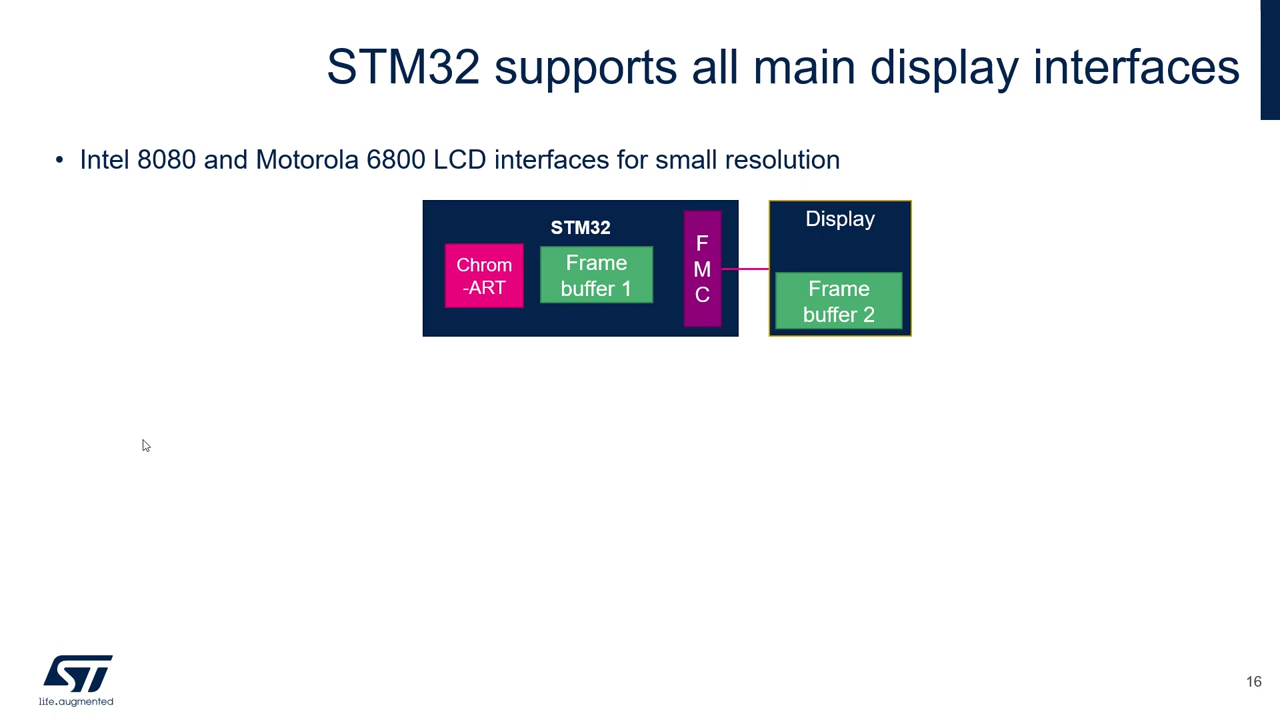 STM32 supports all main display interfaces
• Intel 8080 and Motorola 6800 LCD interfaces for small resolution
STM32
Chrom
-ART
Frame
buffer 1
F
M
C
Display
Frame
buffer 2
ST
life.augmented
16